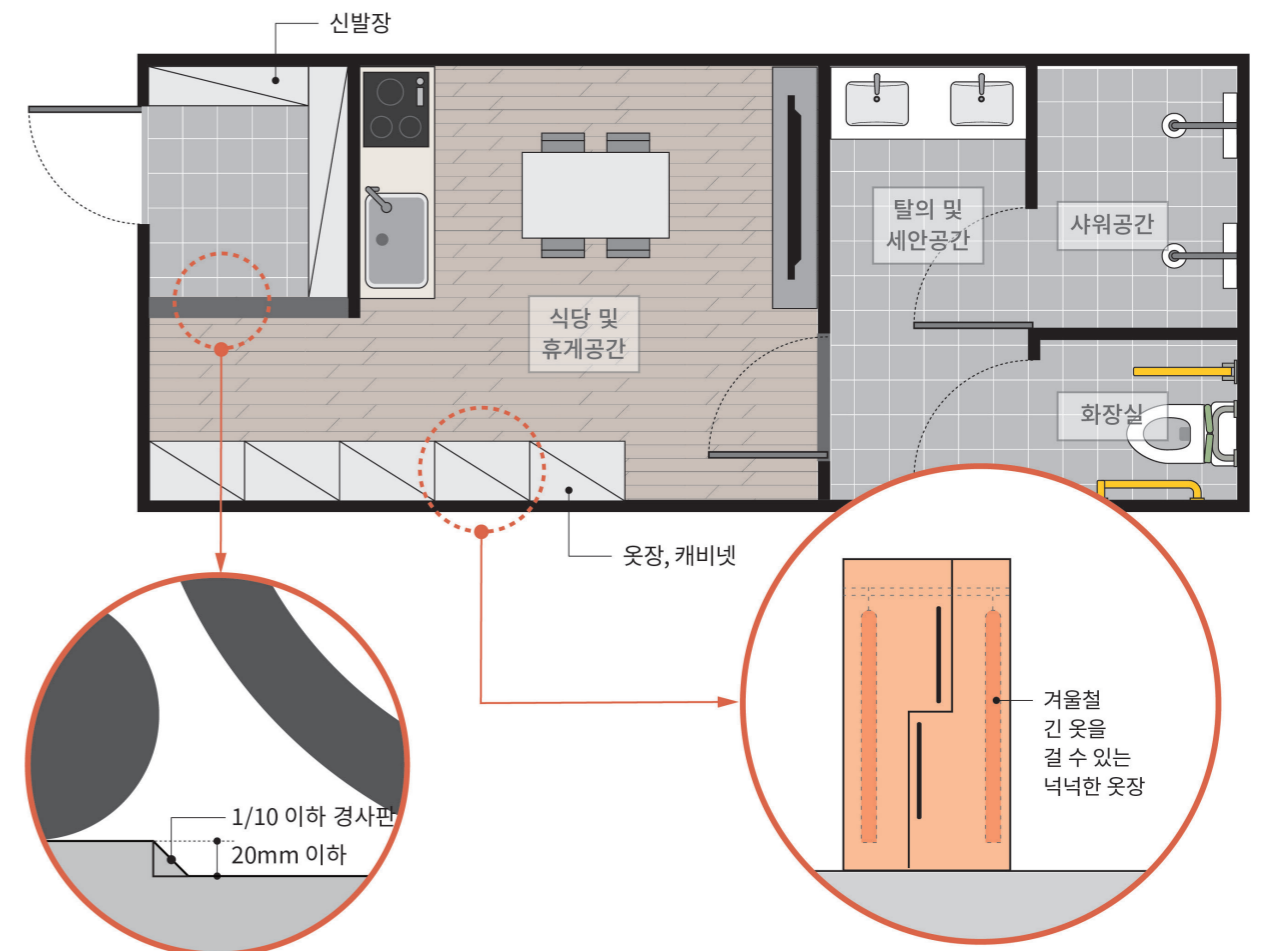 신발장
탈의 및
세안공간
샤워공간
식당 및
휴게공간
화장실
옷장, 캐비넷
겨울철
긴 옷을
걸 수 있는
넉넉한 옷장
1/10 이하 경사판
20mm 이하